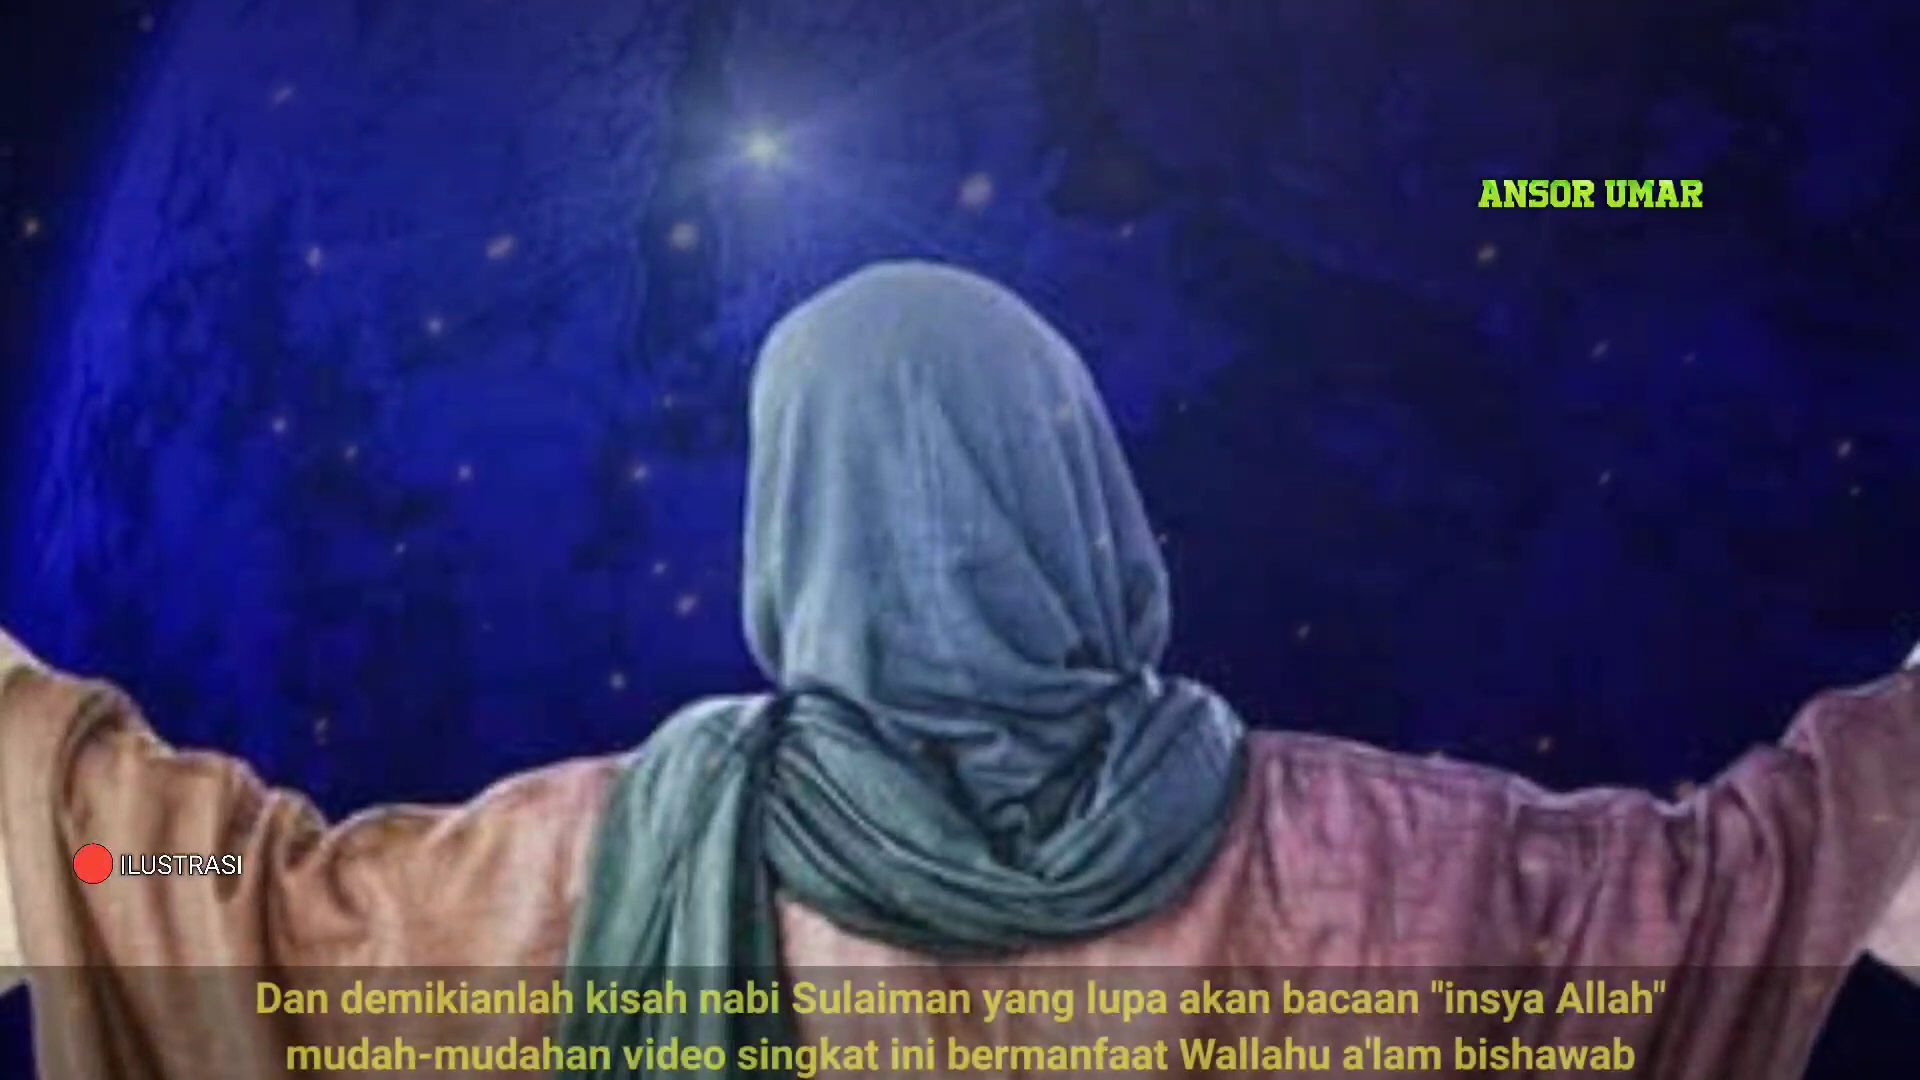 ANSOR UMAR
ILUSTRASI
Dan demikianlah kisah nabi Sulaiman yang lupa akan bacaan "insya Allah"
mudah-mudahan video singkat ini bermanfaat Wallahu a'lam bishawab